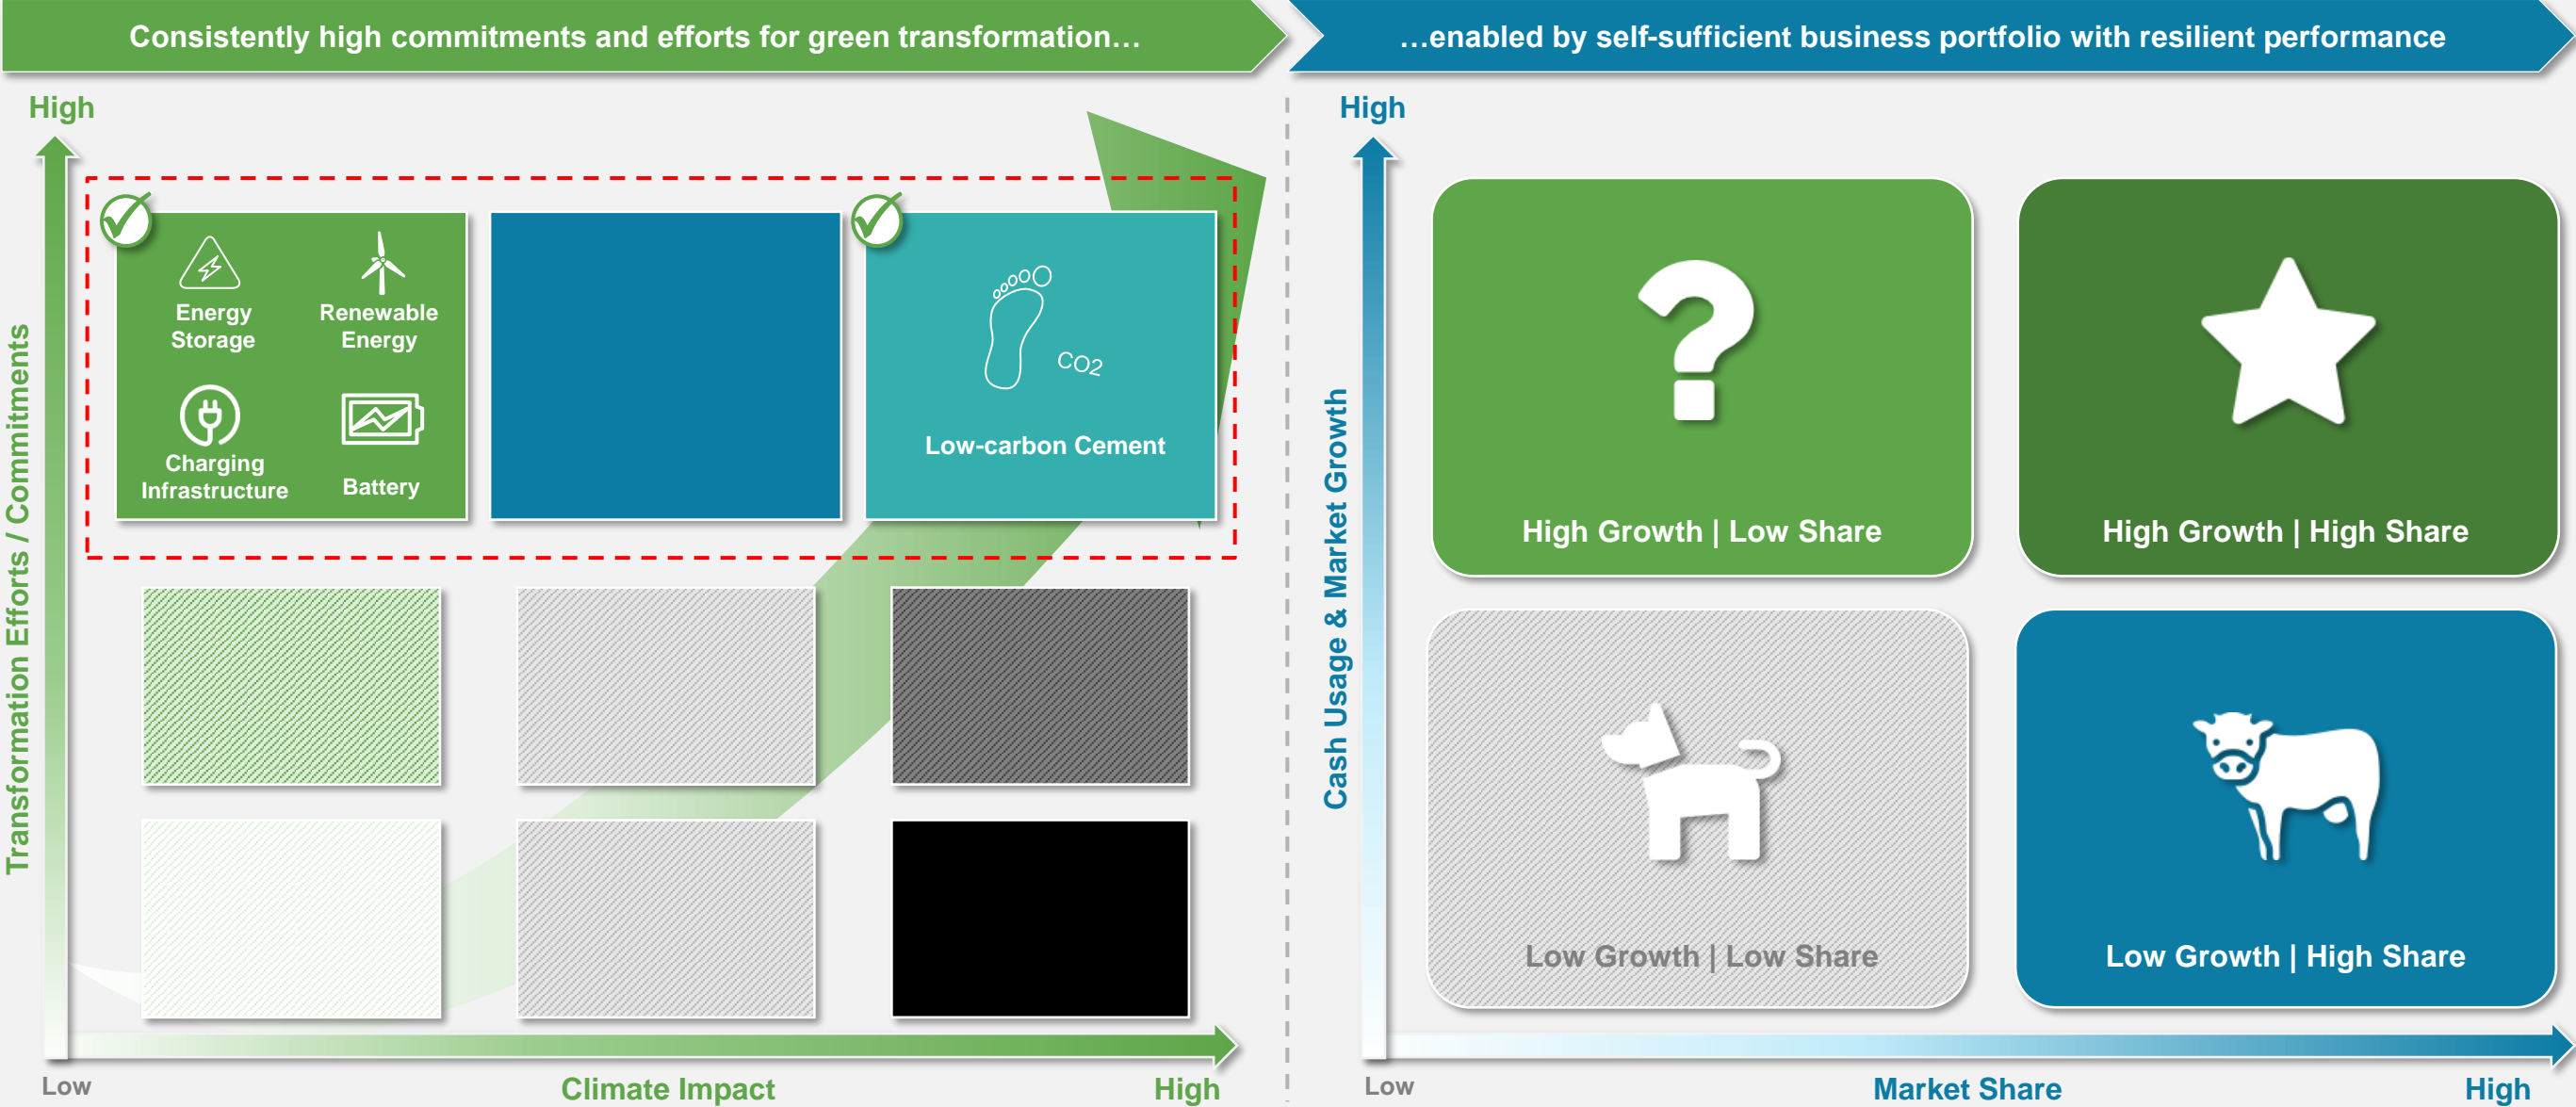 Consistently high commitments and efforts for green transformation…
…enabled by self-sufficient business portfolio with resilient performance
High
Transformation Efforts / Commitments
Energy
Storage
Renewable
Energy
Charging
Infrastructure
Battery
CO2
Low-carbon Cement
Low
Climate Impact
High
High
Cash Usage & Market Growth
High Growth | Low Share
High Growth | High Share
Low Growth | Low Share
Low Growth | High Share
Low
Market Share
High